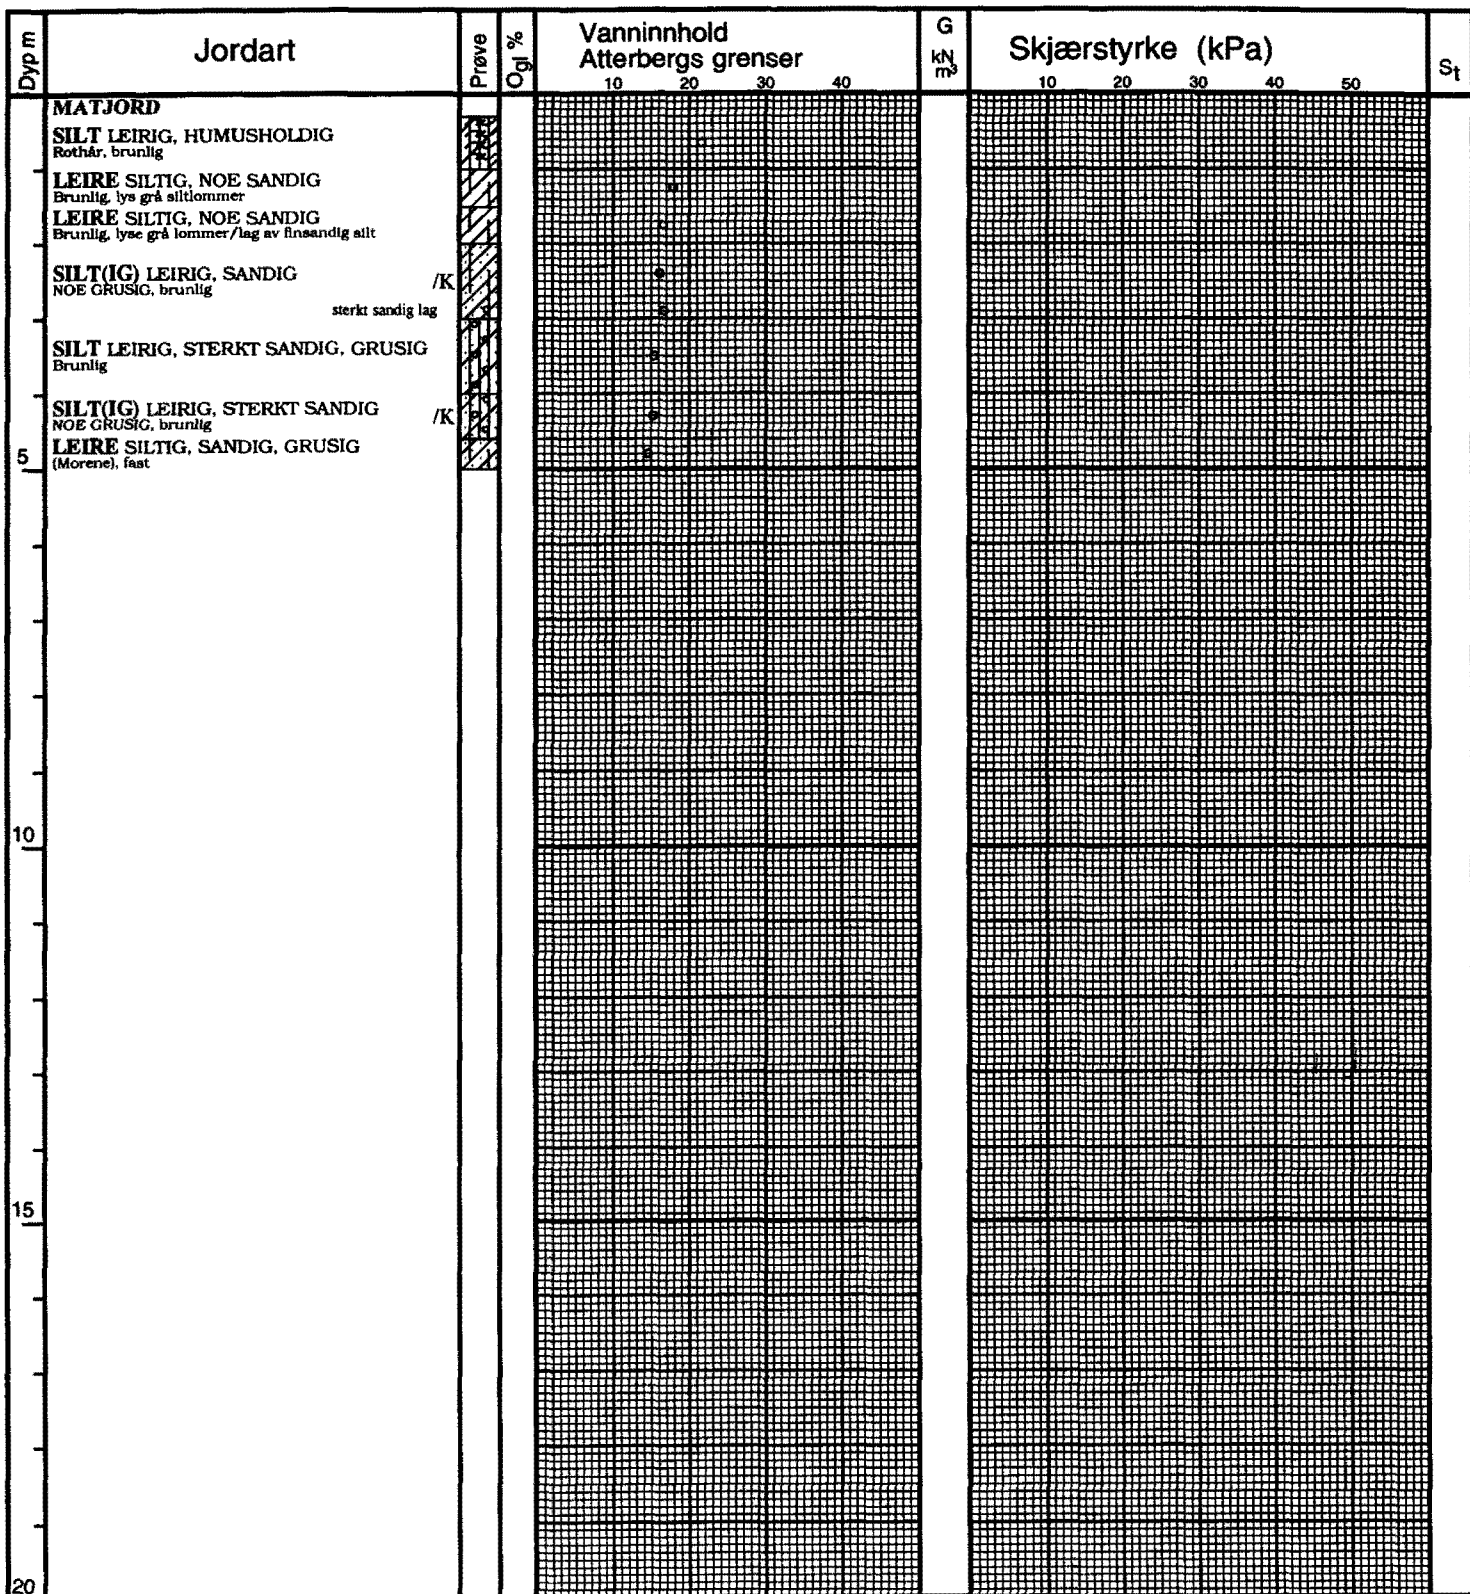 Dyp m
Jordart
Prøve
Ogl %
Vanninnhold
Atterbergs grenser
10 20 30 40
G
kN
m³
Skjærstyrke (kPa)
10 20 30 40 50
St
MATJORD
SILT LEIRIG, HUMUSHOLDIG
Rothår, brunlig
LEIRE SILTIG, NOE SANDIG
Brunlig, lys grå siltlommer
LEIRE SILTIG, NOE SANDIG
Brunlig, lyse grå lommer/lag av finsandig silt
SILT(IG) LEIRIG, SANDIG /K
NOE GRUSIG, brunlig
sterkt sandig lag
SILT LEIRIG, STERKT SANDIG, GRUSIG
Brunlig
SILT(IG) LEIRIG, STERKT SANDIG /K
NOE GRUSIG, brunlig
LEIRE SILTIG, SANDIG, GRUSIG
(Morene), fast
5
10
15
20